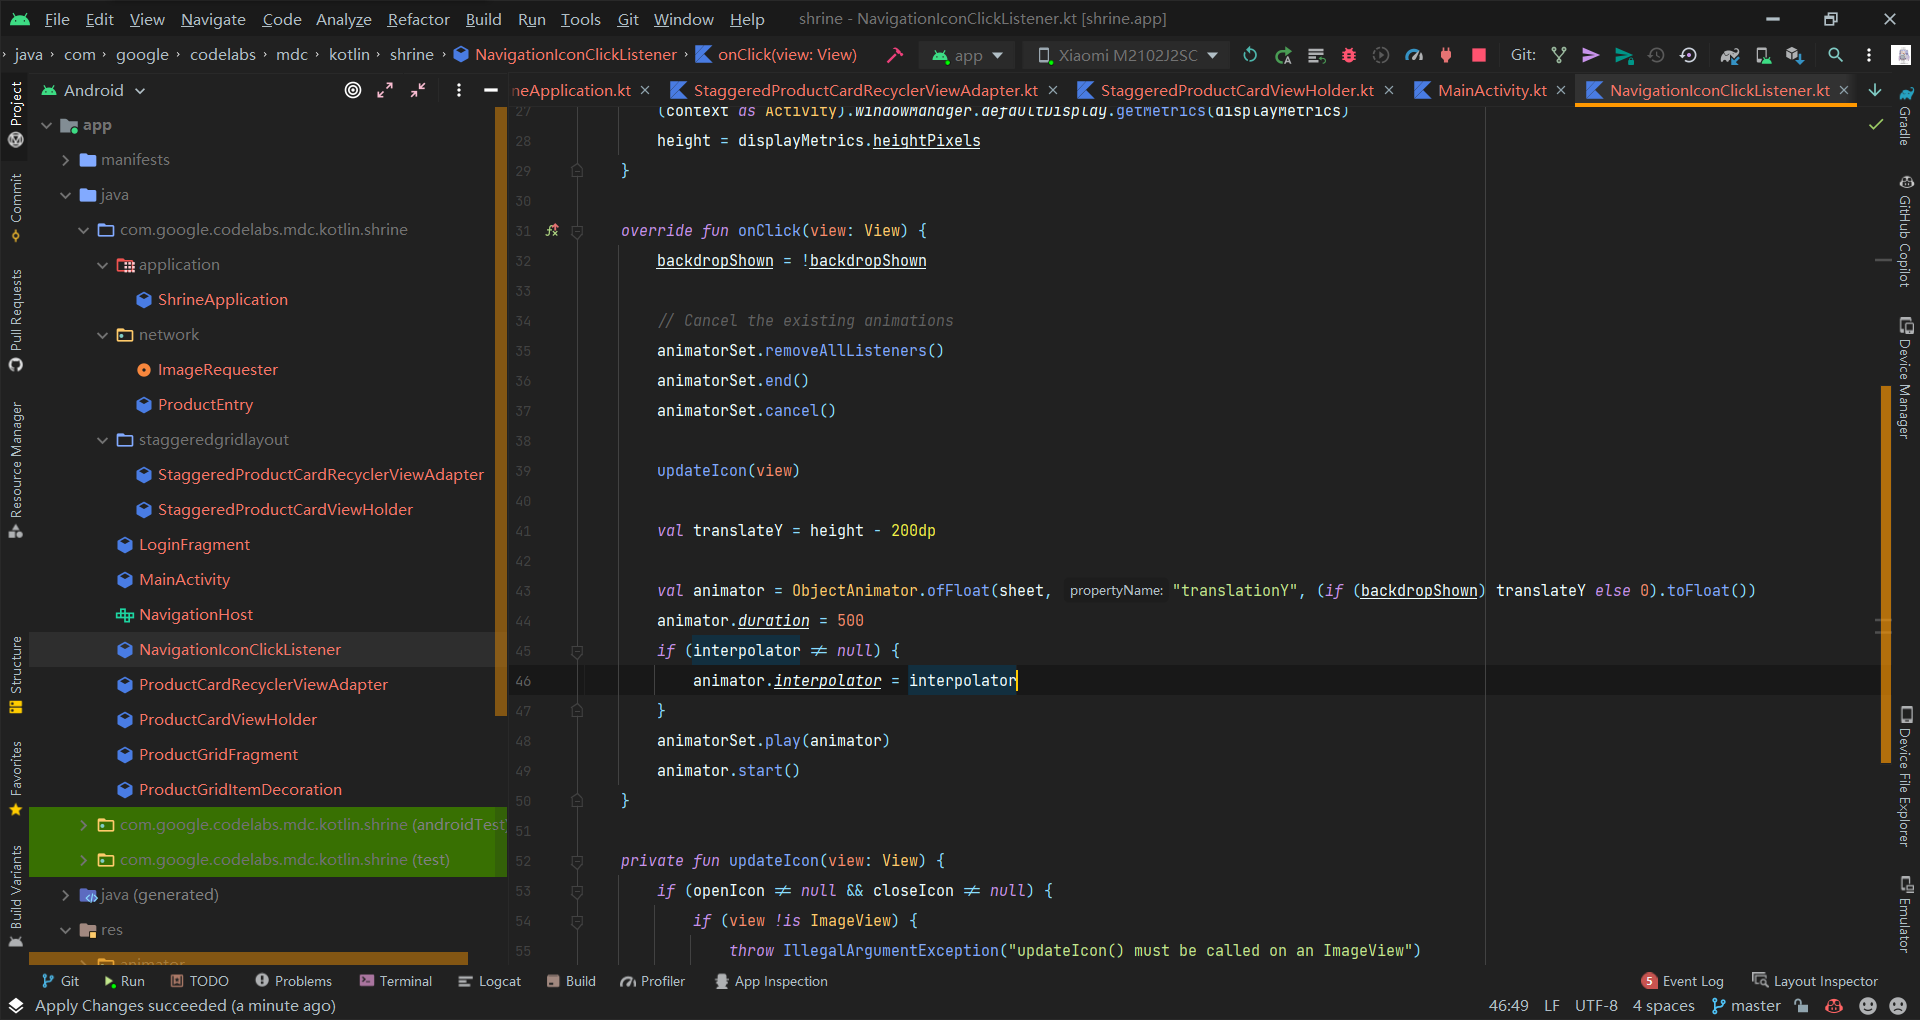 File Edit View Navigate Code Analyze Refactor Build Run Tools Git Window Help shrine - NavigationIconClickListener.kt [shrine.app]
java com google codelabs mdc kotlin shrine NavigationIconClickListener onClick(view: View) app Xiaomi M2102J2SC Git:
Android
neApplication.kt StaggeredProductCardRecyclerViewAdapter.kt StaggeredProductCardViewHolder.kt MainActivity.kt NavigationIconClickListener.kt
Project
Commit
Pull Requests
Resource Manager
Structure
Favorites
Build Variants
app
manifests
java
com.google.codelabs.mdc.kotlin.shrine
application
ShrineApplication
network
ImageRequester
ProductEntry
staggeredgridlayout
StaggeredProductCardRecyclerViewAdapter
StaggeredProductCardViewHolder
LoginFragment
MainActivity
NavigationHost
NavigationIconClickListener
ProductCardRecyclerViewAdapter
ProductCardViewHolder
ProductGridFragment
ProductGridItemDecoration
com.google.codelabs.mdc.kotlin.shrine (androidTest)
com.google.codelabs.mdc.kotlin.shrine (test)
java (generated)
res
animator
27 (context as Activity).windowManager.defaultDisplay.getMetrics(displayMetrics)
28 height = displayMetrics.heightPixels
29 }
30
31 override fun onClick(view: View) {
32 backdropShown = !backdropShown
33
34 // Cancel the existing animations
35 animatorSet.removeAllListeners()
36 animatorSet.end()
37 animatorSet.cancel()
38
39 updateIcon(view)
40
41 val translateY = height - 200dp
42
43 val animator = ObjectAnimator.ofFloat(sheet, propertyName: "translationY", (if (backdropShown) translateY else 0).toFloat())
44 animator.duration = 500
45 if (interpolator ≠ null) {
46 animator.interpolator = interpolator
47 }
48 animatorSet.play(animator)
49 animator.start()
50 }
51
52 private fun updateIcon(view: View) {
53 if (openIcon ≠ null && closeIcon ≠ null) {
54 if (view !is ImageView) {
55 throw IllegalArgumentException("updateIcon() must be called on an ImageView")
Gradle
GitHub Copilot
Device Manager
Device File Explorer
Emulator
Git Run TODO Problems Terminal Logcat Build Profiler App Inspection 5 Event Log Layout Inspector
Apply Changes succeeded (a minute ago) 46:49 LF UTF-8 4 spaces master